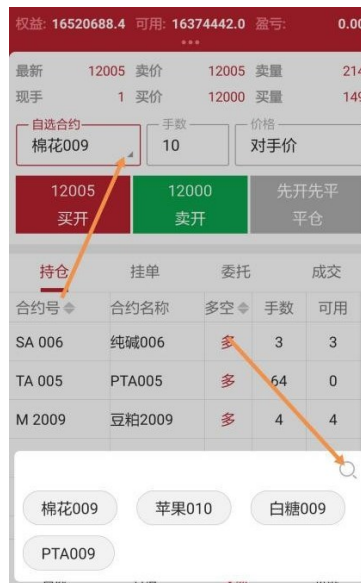 权益: 16520688.4 可用: 16374442.0 盈亏: 0.00
最新 12005 卖价 12005 卖量 214
现手 1 买价 12000 买量 149
自选合约 手数 价格
棉花009 10 对手价
12005 12000 先开先平
买开 卖开 平仓
持仓 挂单 委托 成交
合约号 合约名称 多空 手数 可用
SA 006 纯碱006 多 3 3
TA 005 PTA005 多 64 0
M 2009 豆粕2009 多 4 4
棉花009 苹果010 白糖009
PTA009